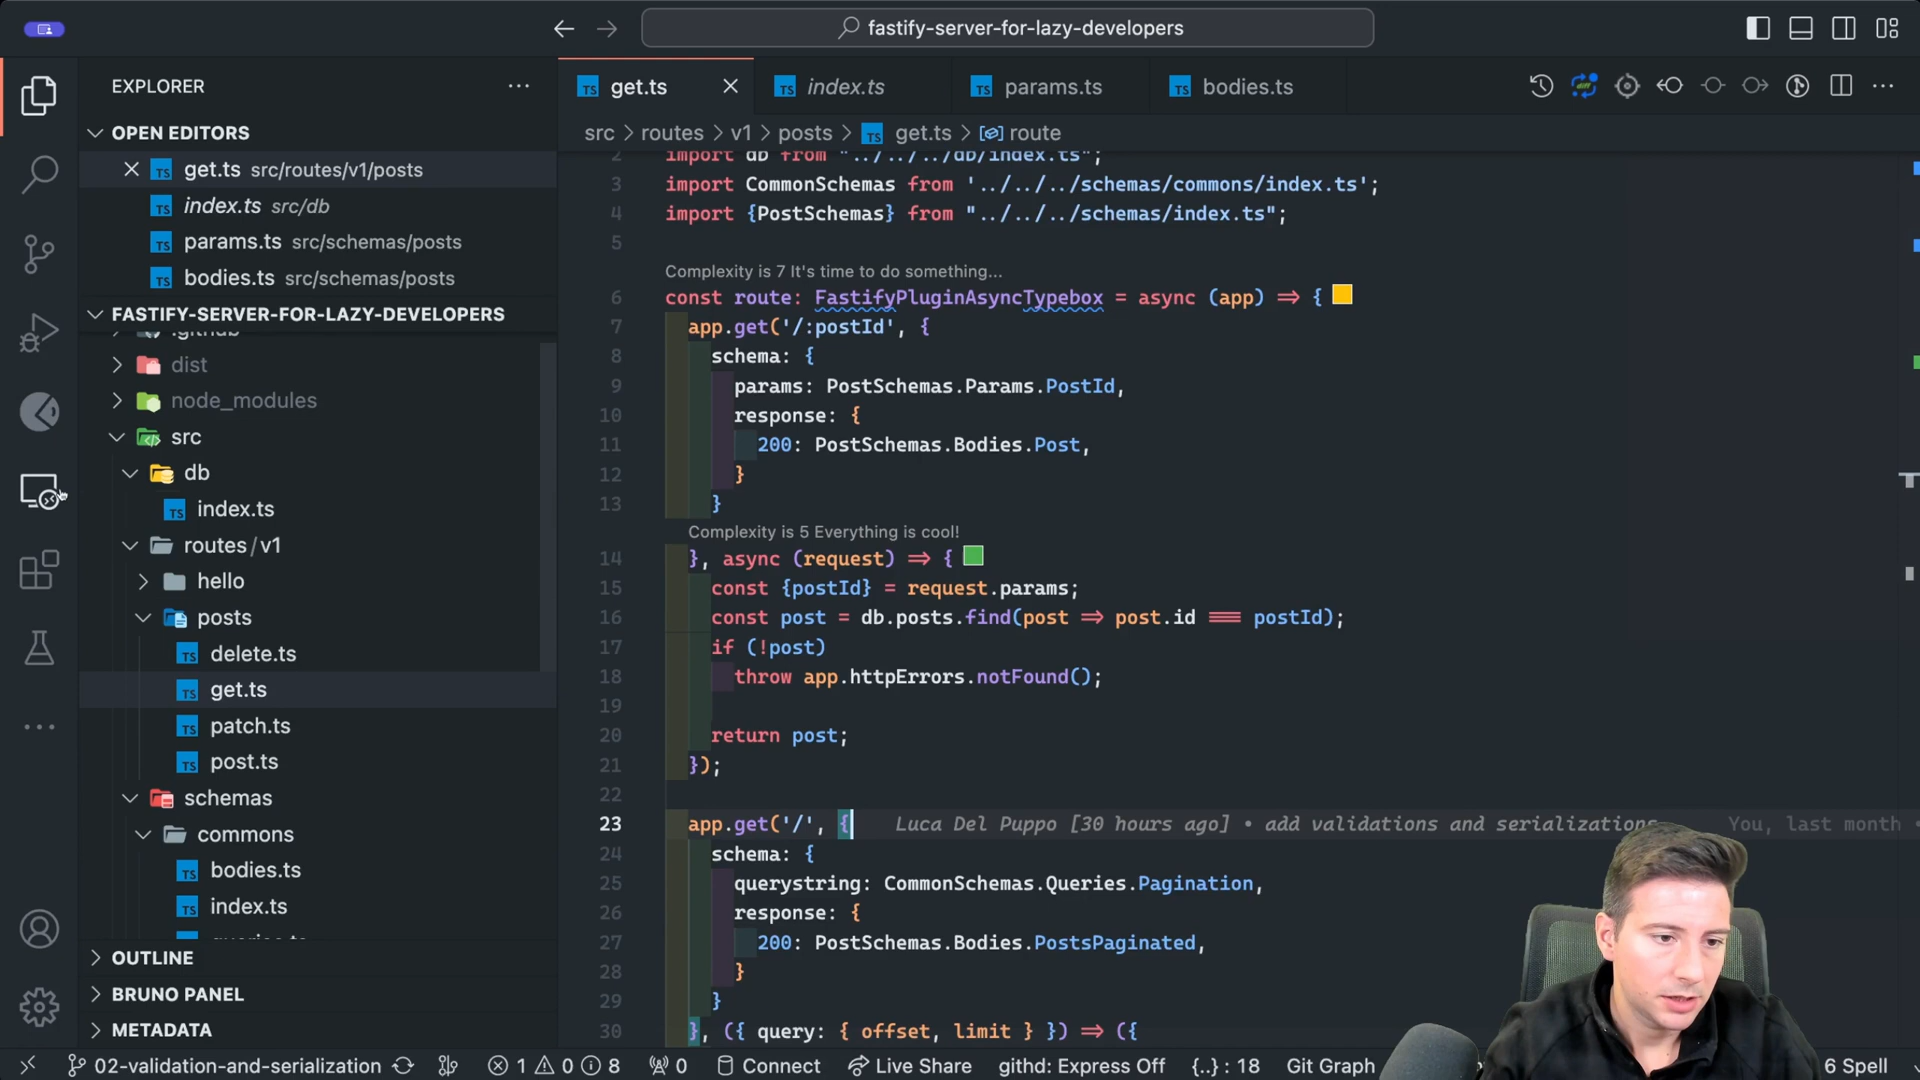 fastify-server-for-lazy-developers
EXPLORER
OPEN EDITORS
get.ts src/routes/v1/posts
index.ts src/db
params.ts src/schemas/posts
bodies.ts src/schemas/posts
FASTIFY-SERVER-FOR-LAZY-DEVELOPERS
.github
dist
node_modules
src
db
index.ts
routes/v1
hello
posts
delete.ts
get.ts
patch.ts
post.ts
schemas
commons
bodies.ts
index.ts
OUTLINE
BRUNO PANEL
METADATA
get.ts index.ts params.ts bodies.ts
src > routes > v1 > posts > get.ts > route
2 import db from "../../../db/index.ts";
3 import CommonSchemas from '../../../schemas/commons/index.ts';
4 import {PostSchemas} from "../../../schemas/index.ts";
5
Complexity is 7 It's time to do something...
6 const route: FastifyPluginAsyncTypebox = async (app) => {
7 app.get('/:postId', {
8 schema: {
9 params: PostSchemas.Params.PostId,
10 response: {
11 200: PostSchemas.Bodies.Post,
12 }
13 }
Complexity is 5 Everything is cool!
14 }, async (request) => {
15 const {postId} = request.params;
16 const post = db.posts.find(post => post.id === postId);
17 if (!post)
18 throw app.httpErrors.notFound();
19
20 return post;
21 });
22
23 app.get('/', { Luca Del Puppo [30 hours ago] • add validations and serializations You, last month •
24 schema: {
25 querystring: CommonSchemas.Queries.Pagination,
26 response: {
27 200: PostSchemas.Bodies.PostsPaginated,
28 }
29 }
30 }, ({ query: { offset, limit } }) => ({
02-validation-and-serialization 1 0 8 0 Connect Live Share githd: Express Off {..} : 18 Git Graph 6 Spell